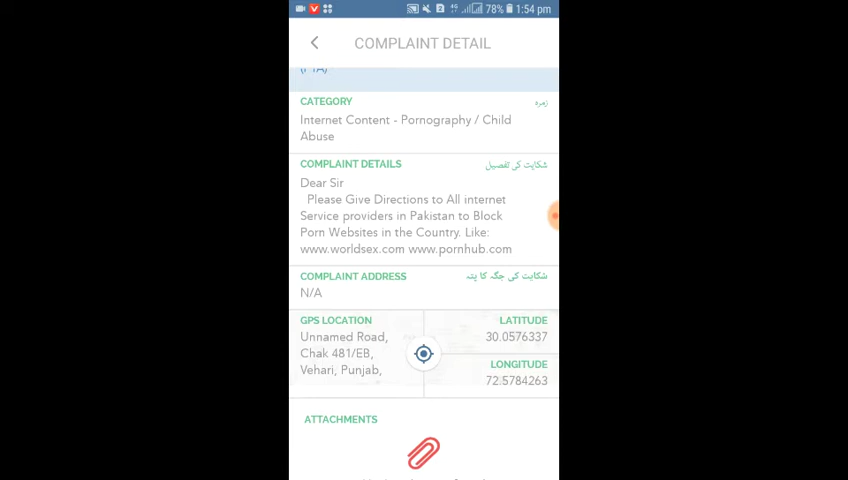 78% 1:54 pm
COMPLAINT DETAIL
(PTA)
CATEGORY زمرہ
Internet Content - Pornography / Child
Abuse
COMPLAINT DETAILS شکایت کی تفصیل
Dear Sir
Please Give Directions to All internet
Service providers in Pakistan to Block
Porn Websites in the Country. Like:
www.worldsex.com www.pornhub.com
COMPLAINT ADDRESS شکایت کی جگہ کا پتہ
N/A
GPS LOCATION
Unnamed Road,
Chak 481/EB,
Vehari, Punjab,
LATITUDE
30.0576337
LONGITUDE
72.5784263
ATTACHMENTS